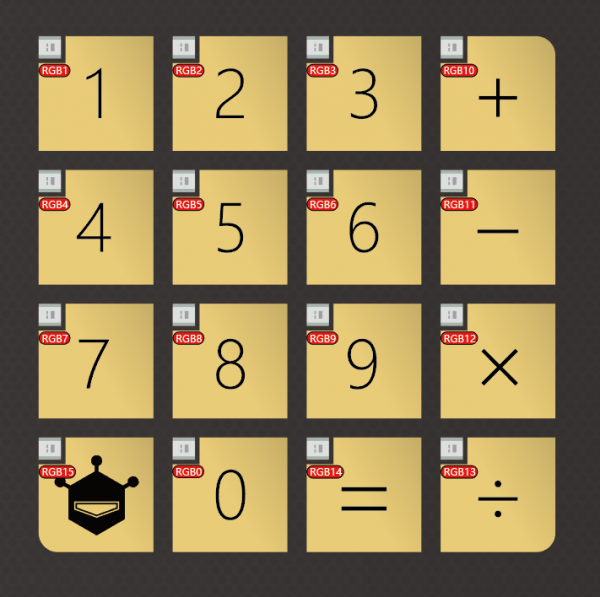 RGB1 RGB2 RGB3 RGB10
1 2 3 +
RGB4 RGB5 RGB6 RGB11
4 5 6 −
RGB7 RGB8 RGB9 RGB12
7 8 9 ×
RGB15 RGB0 RGB14 RGB13
0 = ÷